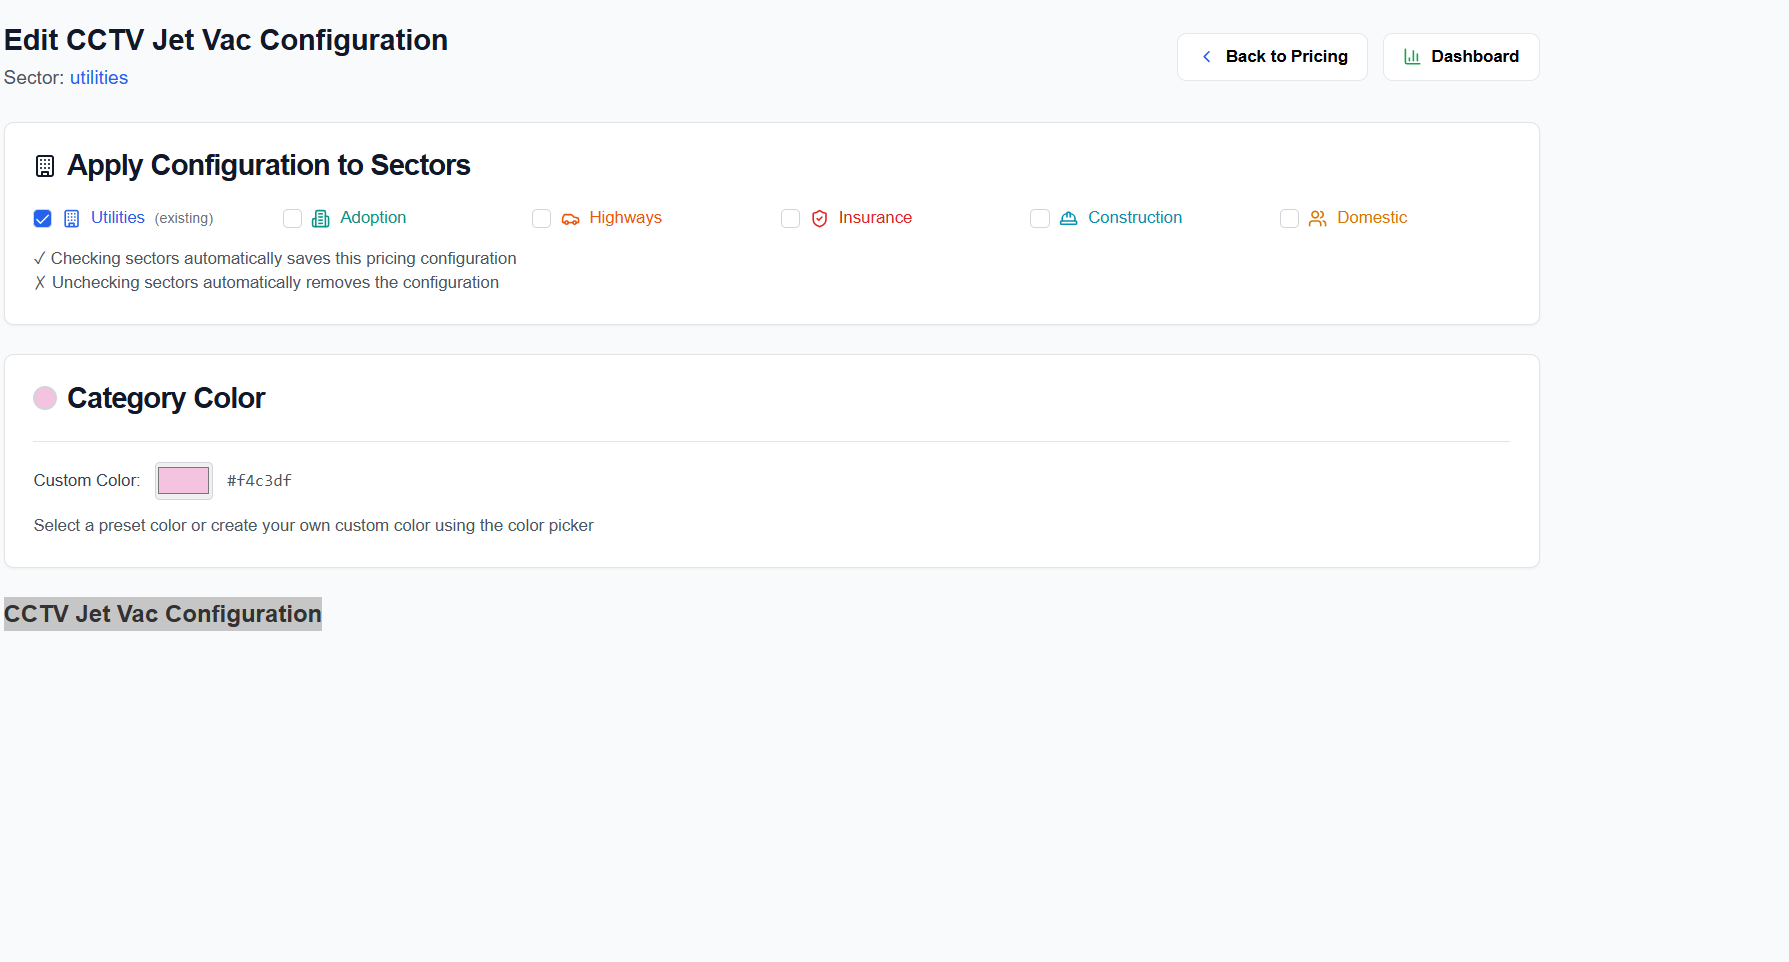 Edit CCTV Jet Vac Configuration
Sector: utilities
Back to Pricing
Dashboard
Apply Configuration to Sectors
Utilities (existing)
Adoption
Highways
Insurance
Construction
Domestic
✓ Checking sectors automatically saves this pricing configuration
✗ Unchecking sectors automatically removes the configuration
Category Color
Custom Color: #f4c3df
Select a preset color or create your own custom color using the color picker
CCTV Jet Vac Configuration